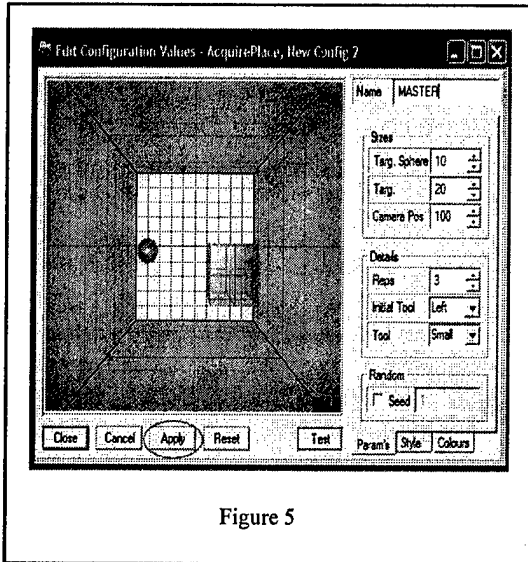 Edit Configuration Values - AcquirePlace, New Config 2
Name MASTER
Sizes
Targ. Sphere 10
Targ. 20
Camera Pos 100
Details
Reps 3
Initial Tool Left
Tool Small
Random
Seed 1
Close Cancel Apply Reset Test
Param's Style Colours
Figure 5